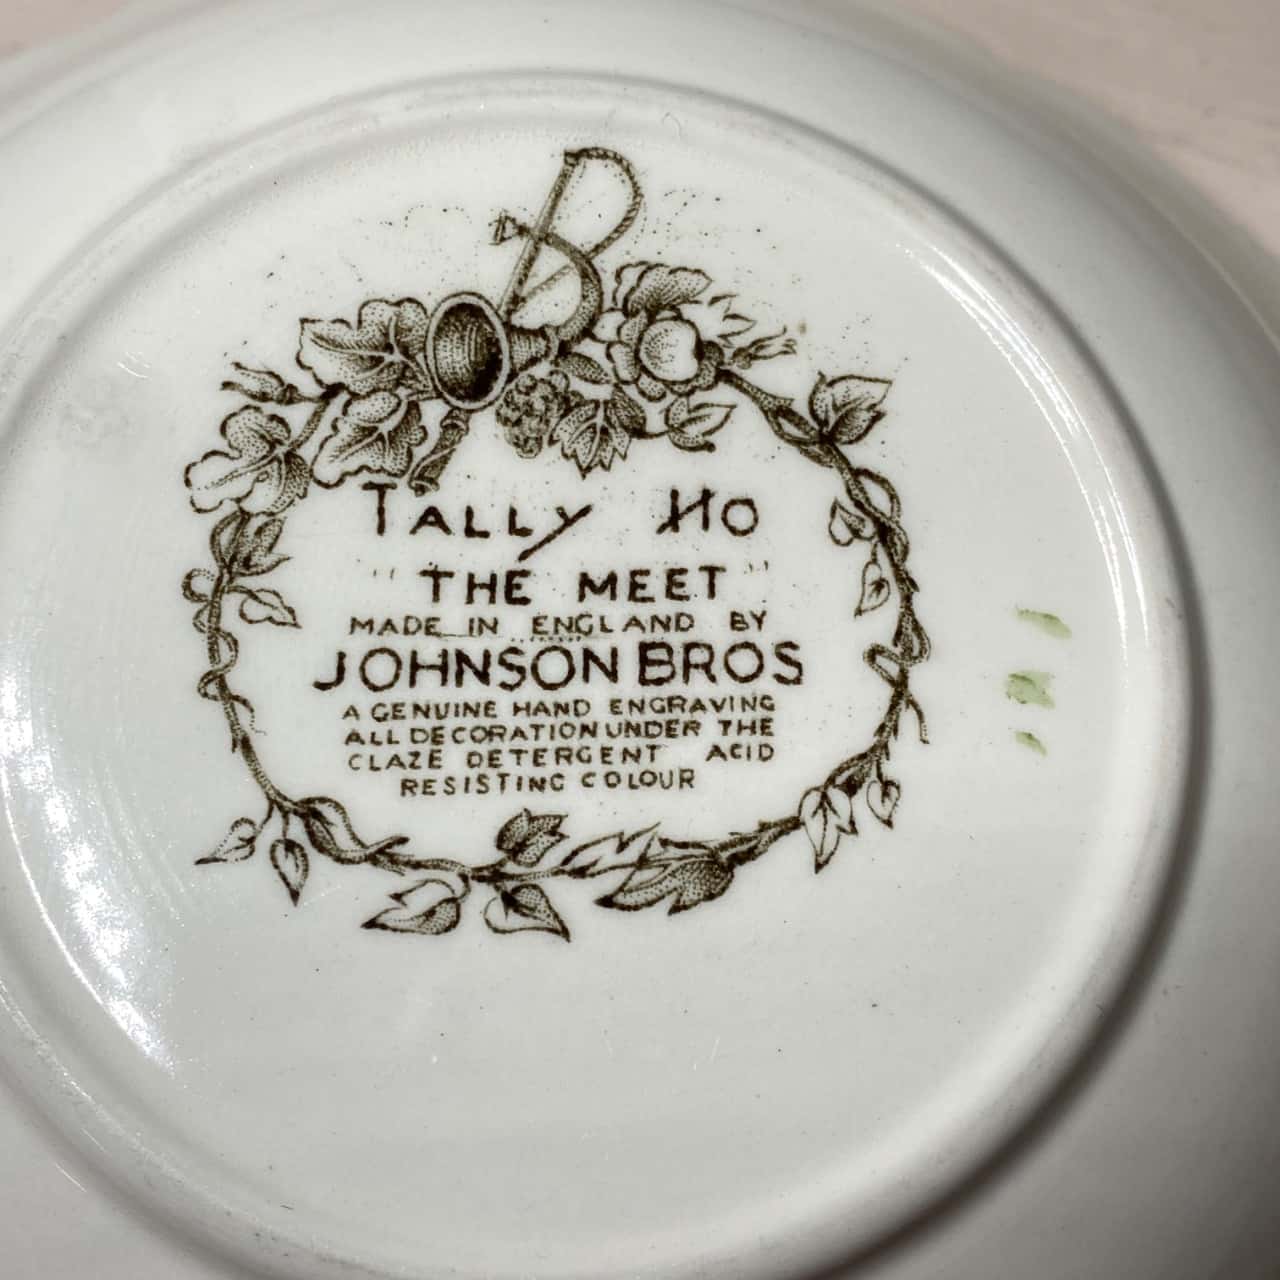 TALLY HO
"THE MEET"
MADE IN ENGLAND BY
JOHNSON BROS
A GENUINE HAND ENGRAVING
ALL DECORATION UNDER THE
GLAZE DETERGENT ACID
RESISTING COLOUR